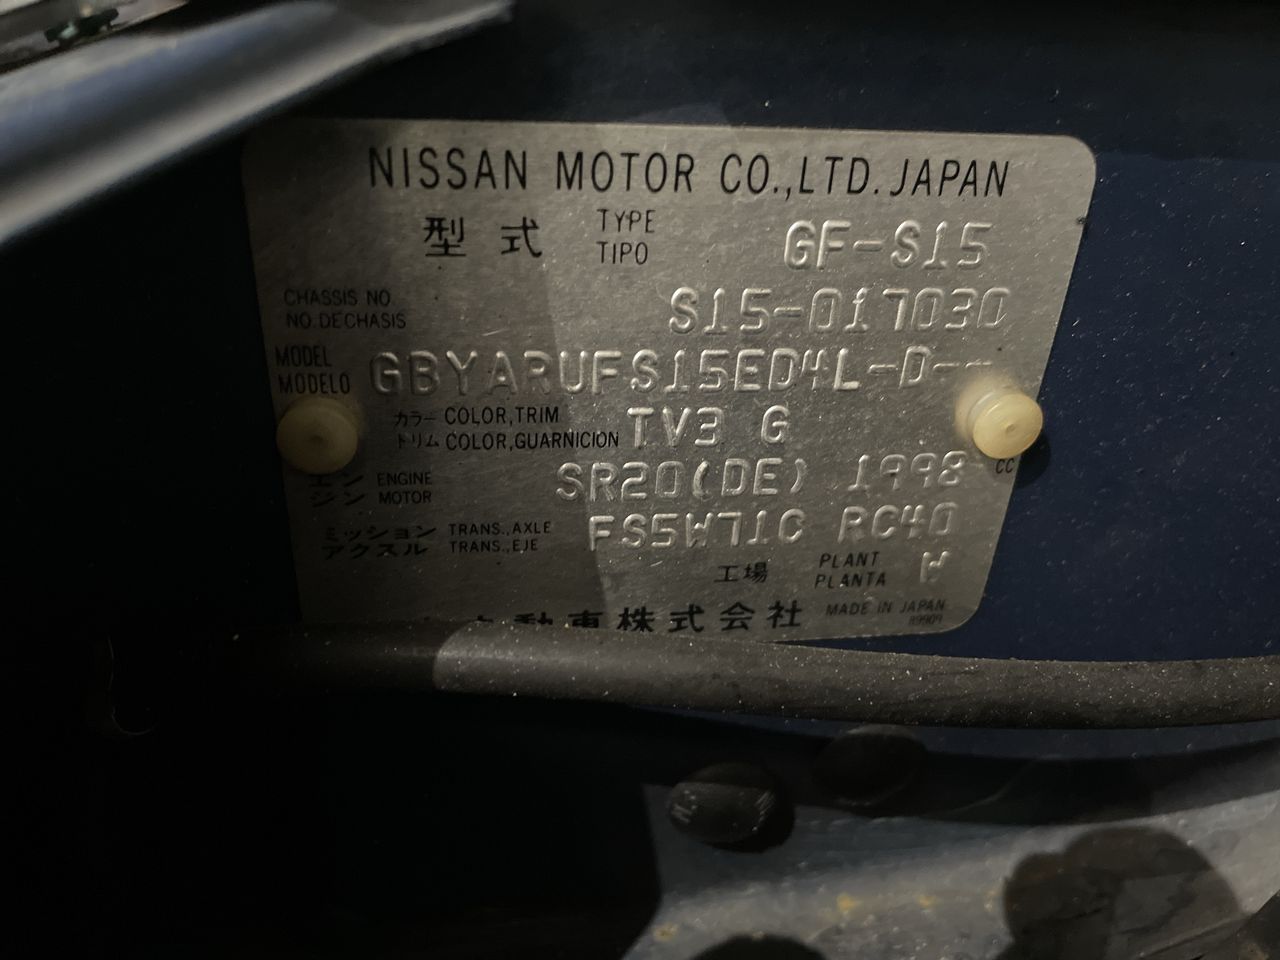 NISSAN MOTOR CO.,LTD. JAPAN
型式 TYPE TIPO GF-S15
CHASSIS NO. NO.DECHASIS S15-017030
MODEL MODELO GBYARUFS15ED4L-D--
カラー COLOR,TRIM
トリム COLOR,GUARNICION TV3 G
エンジン ENGINE MOTOR SR20(DE) 1998 CC
ミッション TRANS.,AXLE
アクスル TRANS.,EJE FS5W71C RC40
工場 PLANT PLANTA W
動車株式会社 MADE IN JAPAN